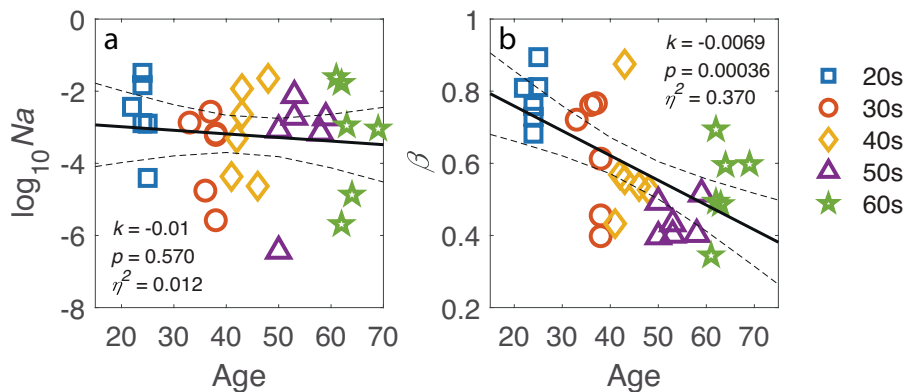 a
log₁₀Na
0
-2
-4
-6
-8
k = -0.01
p = 0.570
η² = 0.012
20 30 40 50 60 70
Age
b
β
1
0.8
0.6
0.4
0.2
k = -0.0069
p = 0.00036
η² = 0.370
20 30 40 50 60 70
Age
20s
30s
40s
50s
60s